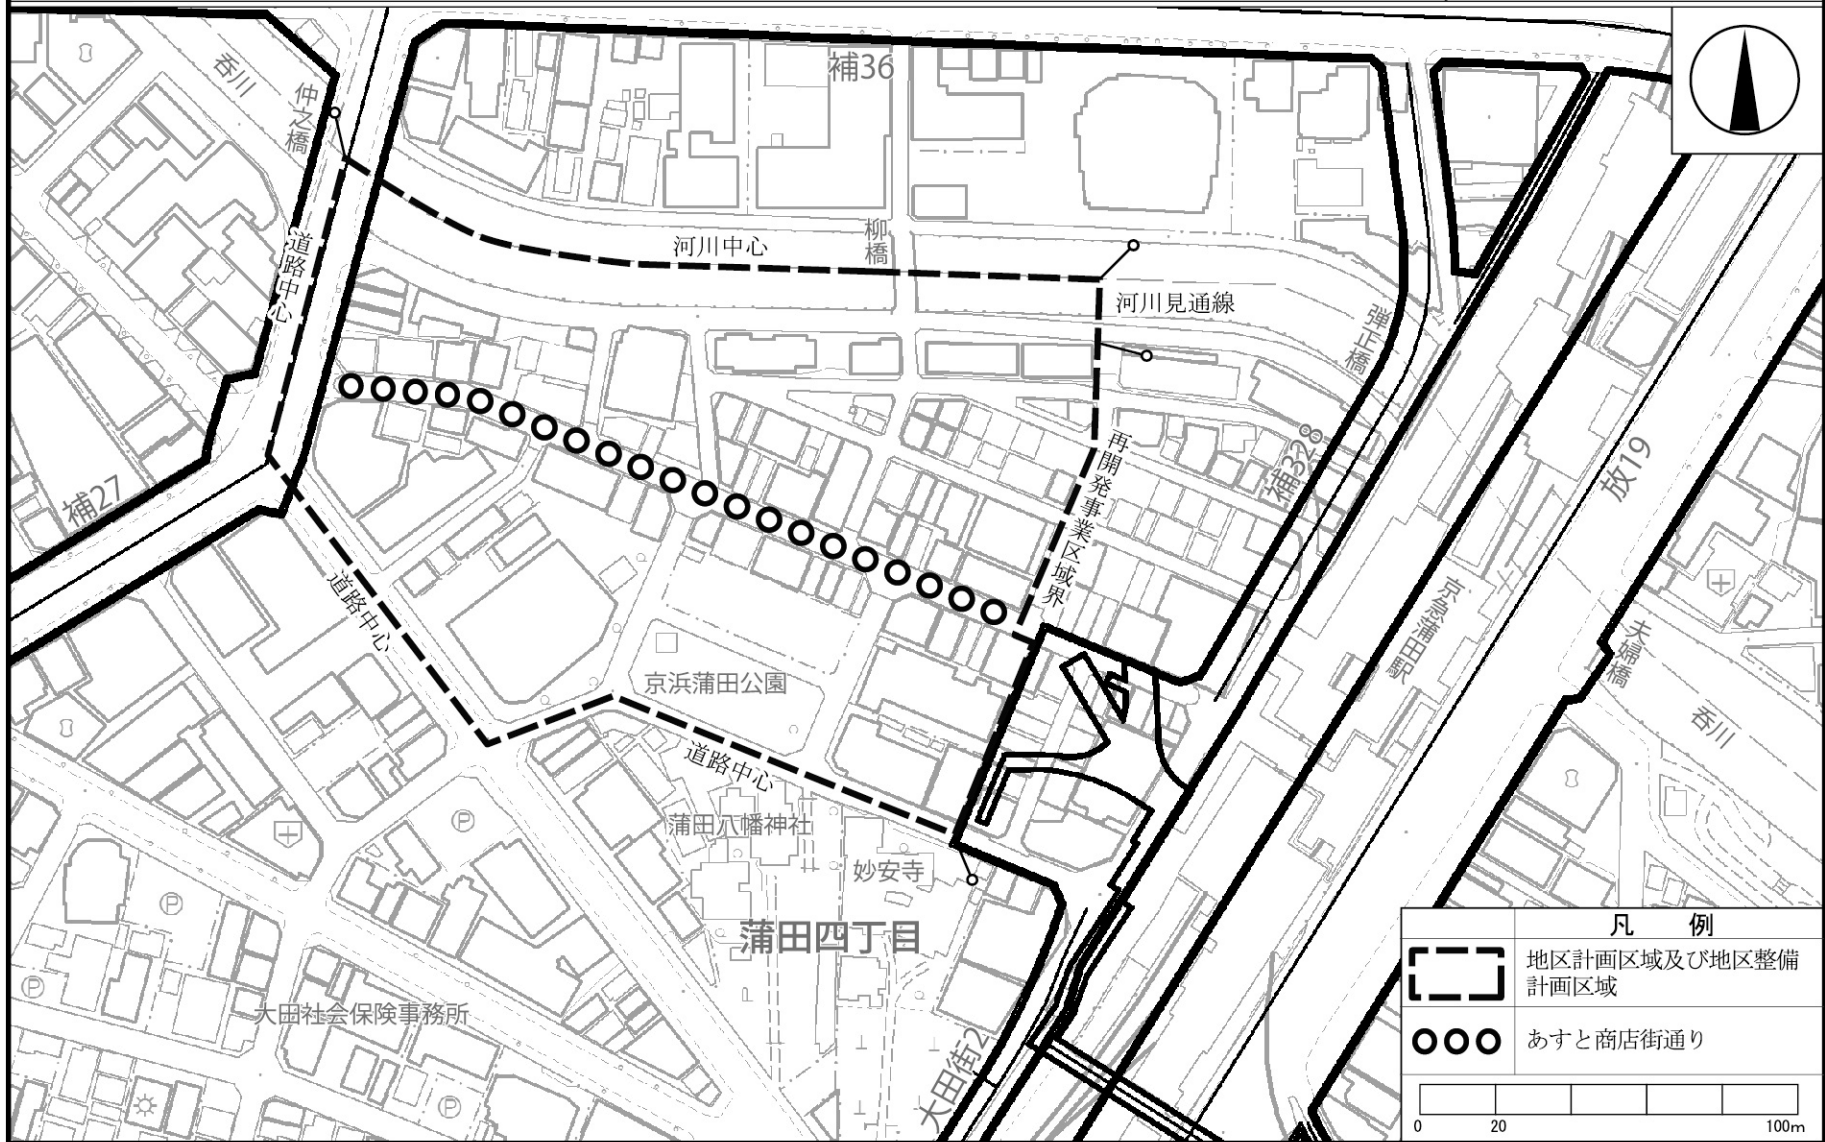 補36
呑川
仲之橋
道路中心
河川中心
柳橋
河川見通線
弾正橋
補328
放19
再開発事業区域界
補27
道路中心
京急蒲田駅
夫婦橋
呑川
京浜蒲田公園
道路中心
蒲田八幡神社
妙安寺
蒲田四丁目
大田社会保険事務所
大田街2
P
P
P
P
凡 例
地区計画区域及び地区整備
計画区域
あすと商店街通り
0 20 100m